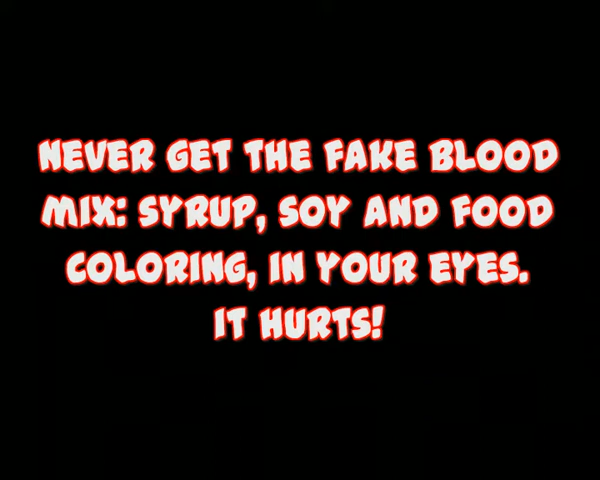 NEVER GET THE FAKE BLOOD
MIX: SYRUP, SOY AND FOOD
COLORING, IN YOUR EYES.
IT HURTS!